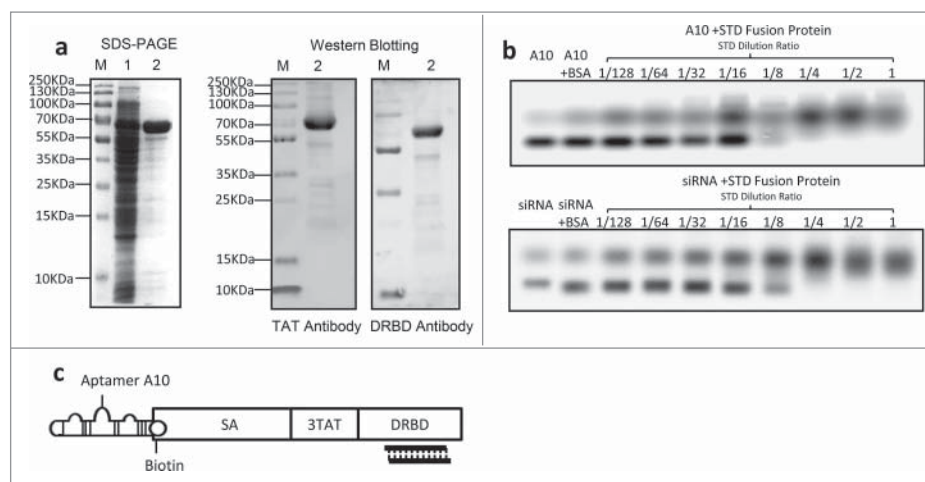 a
SDS-PAGE
M 1 2
250KDa
130KDa
100KDa
70KDa
55KDa
35KDa
25KDa
15KDa
10KDa
Western Blotting
M 2 M 2
250KDa
130KDa
100KDa
70KDa
55KDa
35KDa
25KDa
15KDa
10KDa
TAT Antibody DRBD Antibody
b
A10 +STD Fusion Protein
STD Dilution Ratio
A10 A10
+BSA 1/128 1/64 1/32 1/16 1/8 1/4 1/2 1
siRNA +STD Fusion Protein
STD Dilution Ratio
siRNA siRNA
+BSA 1/128 1/64 1/32 1/16 1/8 1/4 1/2 1
c
Aptamer A10
SA 3TAT DRBD
Biotin